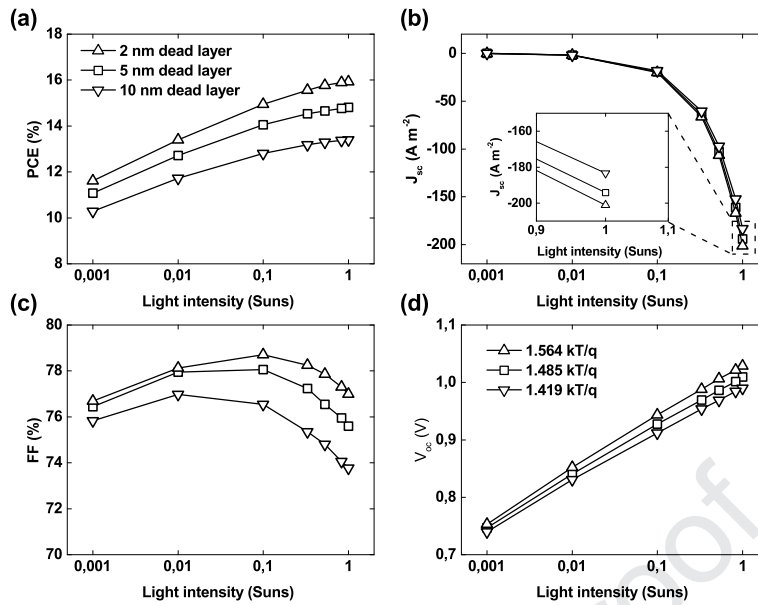 (a)
18
16
14
12
10
8
PCE (%)
2 nm dead layer
5 nm dead layer
10 nm dead layer
0,001
0,01
0,1
1
Light intensity (Suns)
(b)
0
-50
-100
-150
-200
J_sc (A m^-2)
-150
-160
-180
-200
J_sc (A m^-2)
0,9
1
1,1
Light intensity (Suns)
0,001
0,01
0,1
1
Light intensity (Suns)
(c)
80
78
76
74
72
70
FF (%)
0,001
0,01
0,1
1
Light intensity (Suns)
(d)
1,1
1,0
0,9
0,8
0,7
V_oc (V)
1.564 kT/q
1.485 kT/q
1.419 kT/q
0,001
0,01
0,1
1
Light intensity (Suns)
roof